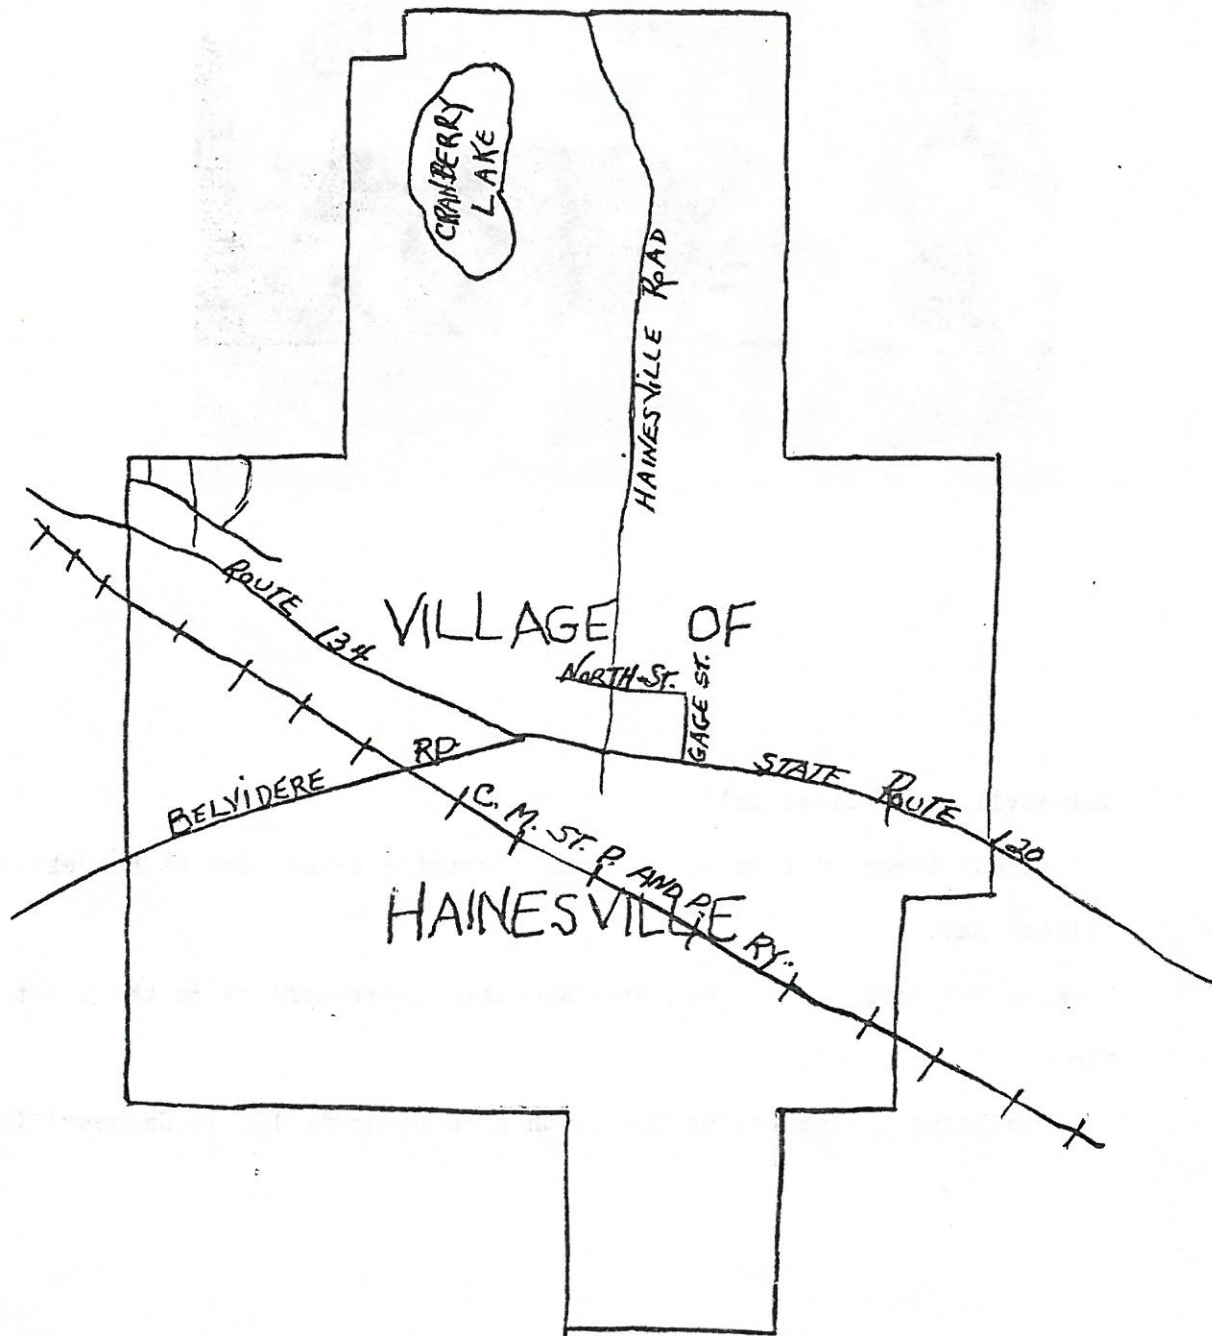 CRANBERRY
LAKE
HAINESVILLE ROAD
ROUTE 134
VILLAGE OF
NORTH ST.
GAGE ST.
BELVIDERE RD.
STATE ROUTE 120
C. M. ST. P. AND P. RY.
HAINESVILLE